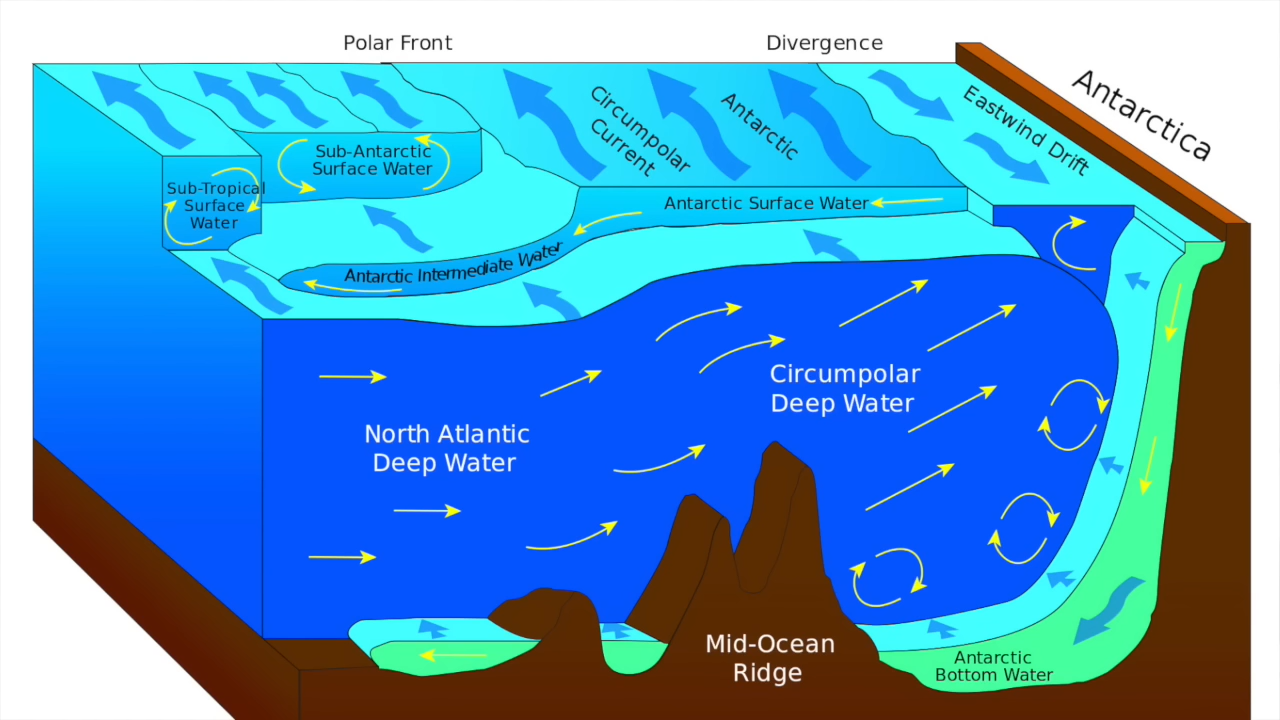 Polar Front
Divergence
Antarctica
Eastwind Drift
Circumpolar
Current
Antarctic
Sub-Antarctic
Surface Water
Sub-Tropical
Surface
Water
Antarctic Surface Water
Antarctic Intermediate Water
Circumpolar
Deep Water
North Atlantic
Deep Water
Mid-Ocean
Ridge
Antarctic
Bottom Water